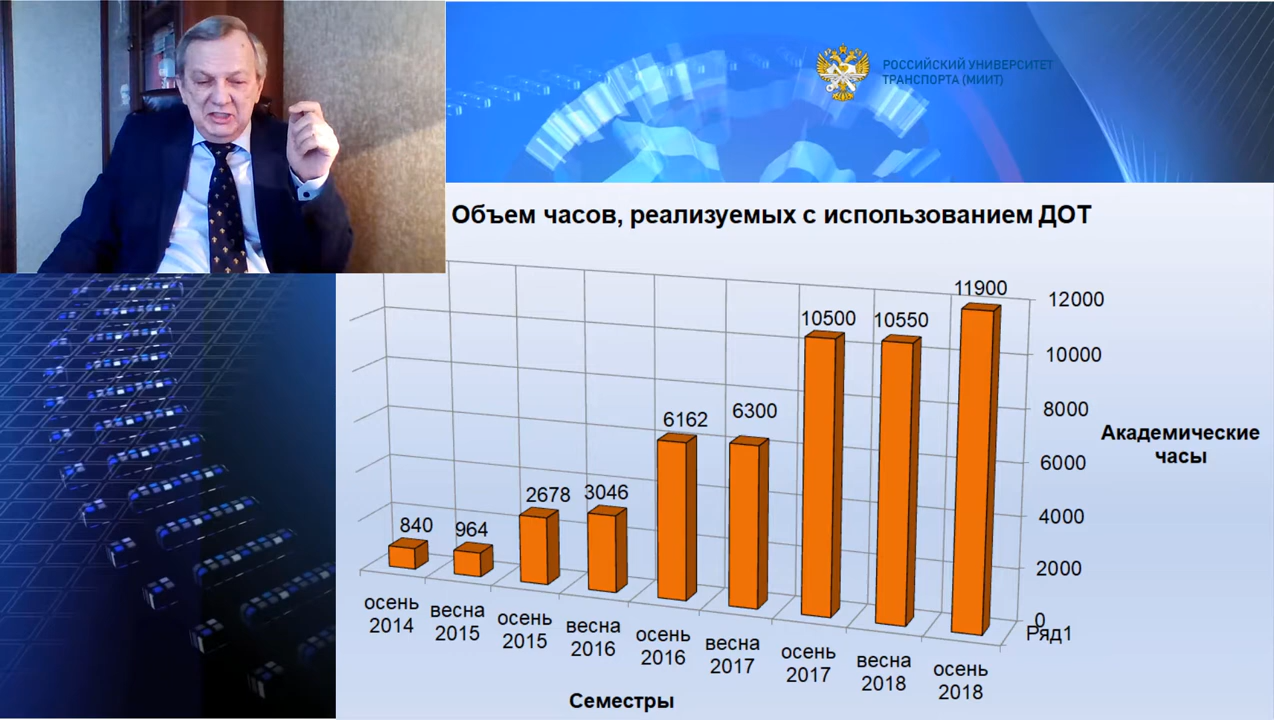 РОССИЙСКИЙ УНИВЕРСИТЕТ
ТРАНСПОРТА (МИИТ)
Объем часов, реализуемых с использованием ДОТ
840
964
2678
3046
6162
6300
10500
10550
11900
12000
10000
8000
6000
4000
2000
0
Ряд1
Академические
часы
осень
2014
весна
2015
осень
2015
весна
2016
осень
2016
весна
2017
осень
2017
весна
2018
осень
2018
Семестры